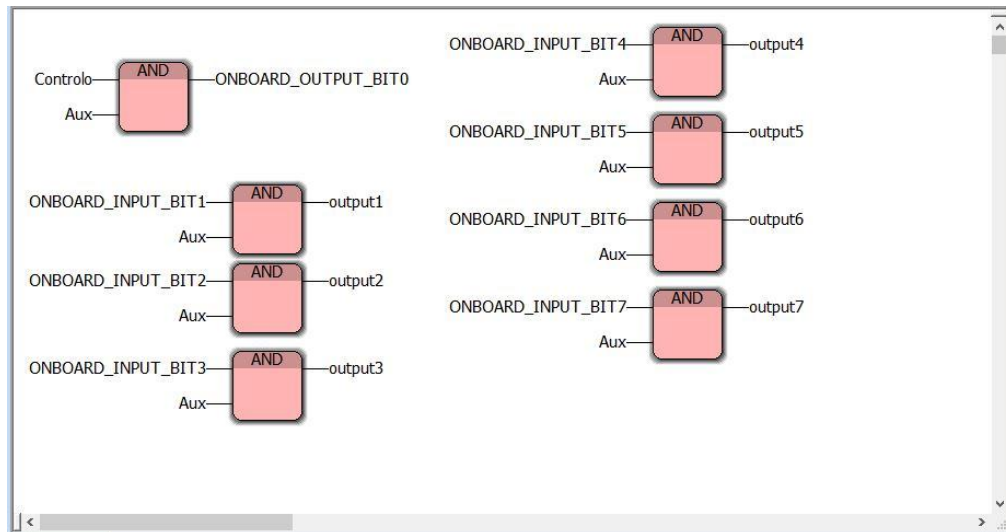 AND
Controlo
ONBOARD_OUTPUT_BIT0
Aux
AND
ONBOARD_INPUT_BIT1
output1
Aux
AND
ONBOARD_INPUT_BIT2
output2
Aux
AND
ONBOARD_INPUT_BIT3
output3
Aux
AND
ONBOARD_INPUT_BIT4
output4
Aux
AND
ONBOARD_INPUT_BIT5
output5
Aux
AND
ONBOARD_INPUT_BIT6
output6
Aux
AND
ONBOARD_INPUT_BIT7
output7
Aux